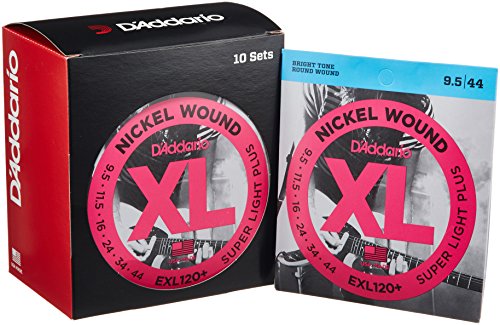 D'Addario
D'Addario
10 Sets
NICKEL WOUND
D'Addario
XL
9.5 · 11.5 · 16 · 24 · 34 · 44
SUPER LIGHT PLUS
EXL120+
BRIGHT TONE
ROUND WOUND
9.5/44
NICKEL WOUND
D'Addario
XL
9.5 · 11.5 · 16 · 24 · 34 · 44
SUPER LIGHT PLUS
EXL120+